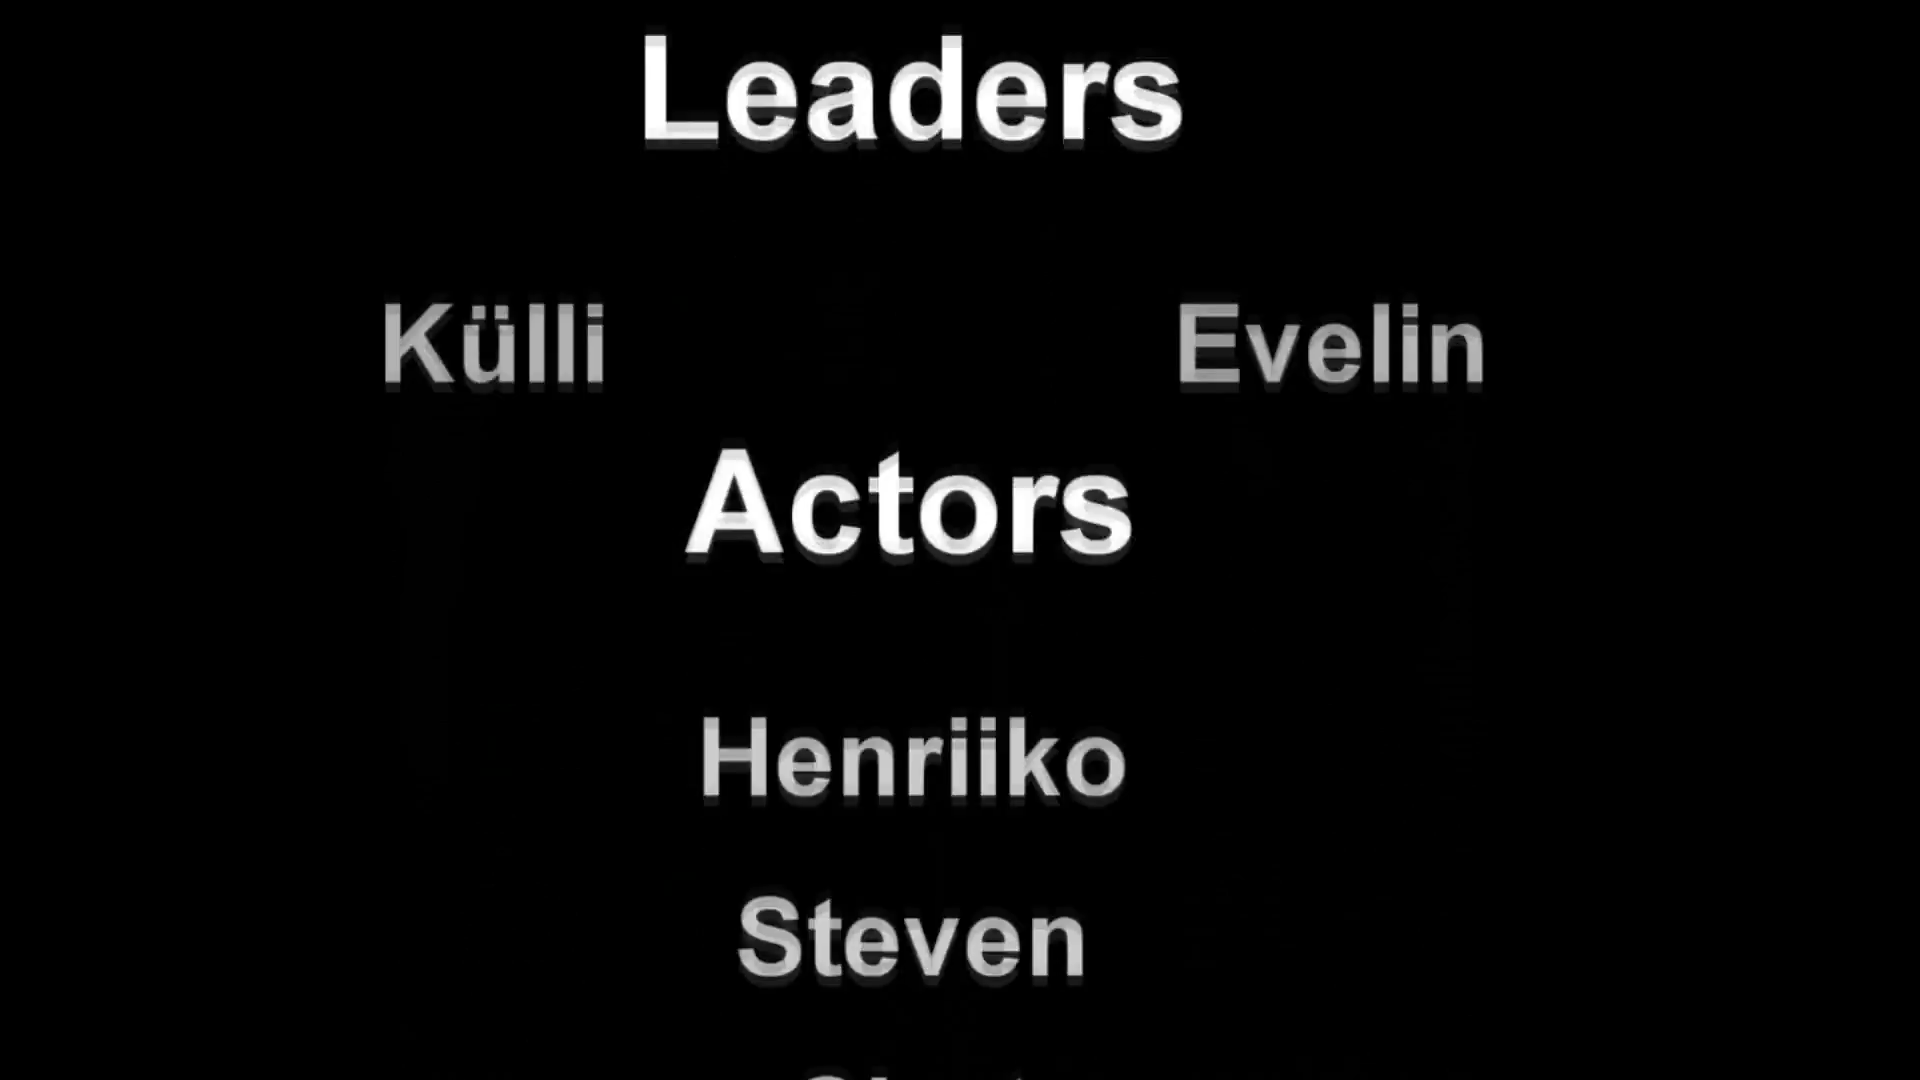 Leaders
Külli Evelin
Actors
Henriiko
Steven